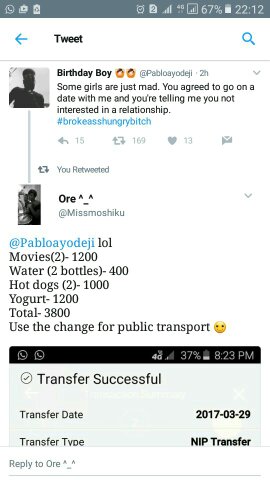 67% 22:12
Tweet
Birthday Boy @Pabloayodeji · 2h
Some girls are just mad. You agreed to go on
a date with me and you're telling me you not
interested in a relationship.
#brokeasshungrybitch
15 169 13
You Retweeted
Ore ^_^
@Missmoshiku
@Pabloayodeji lol
Movies(2)- 1200
Water (2 bottles)- 400
Hot dogs (2)- 1000
Yogurt- 1200
Total- 3800
Use the change for public transport
4G 37% 8:23 PM
Transfer Successful
Transfer Date 2017-03-29
Transfer Type NIP Transfer
Reply to Ore ^_^